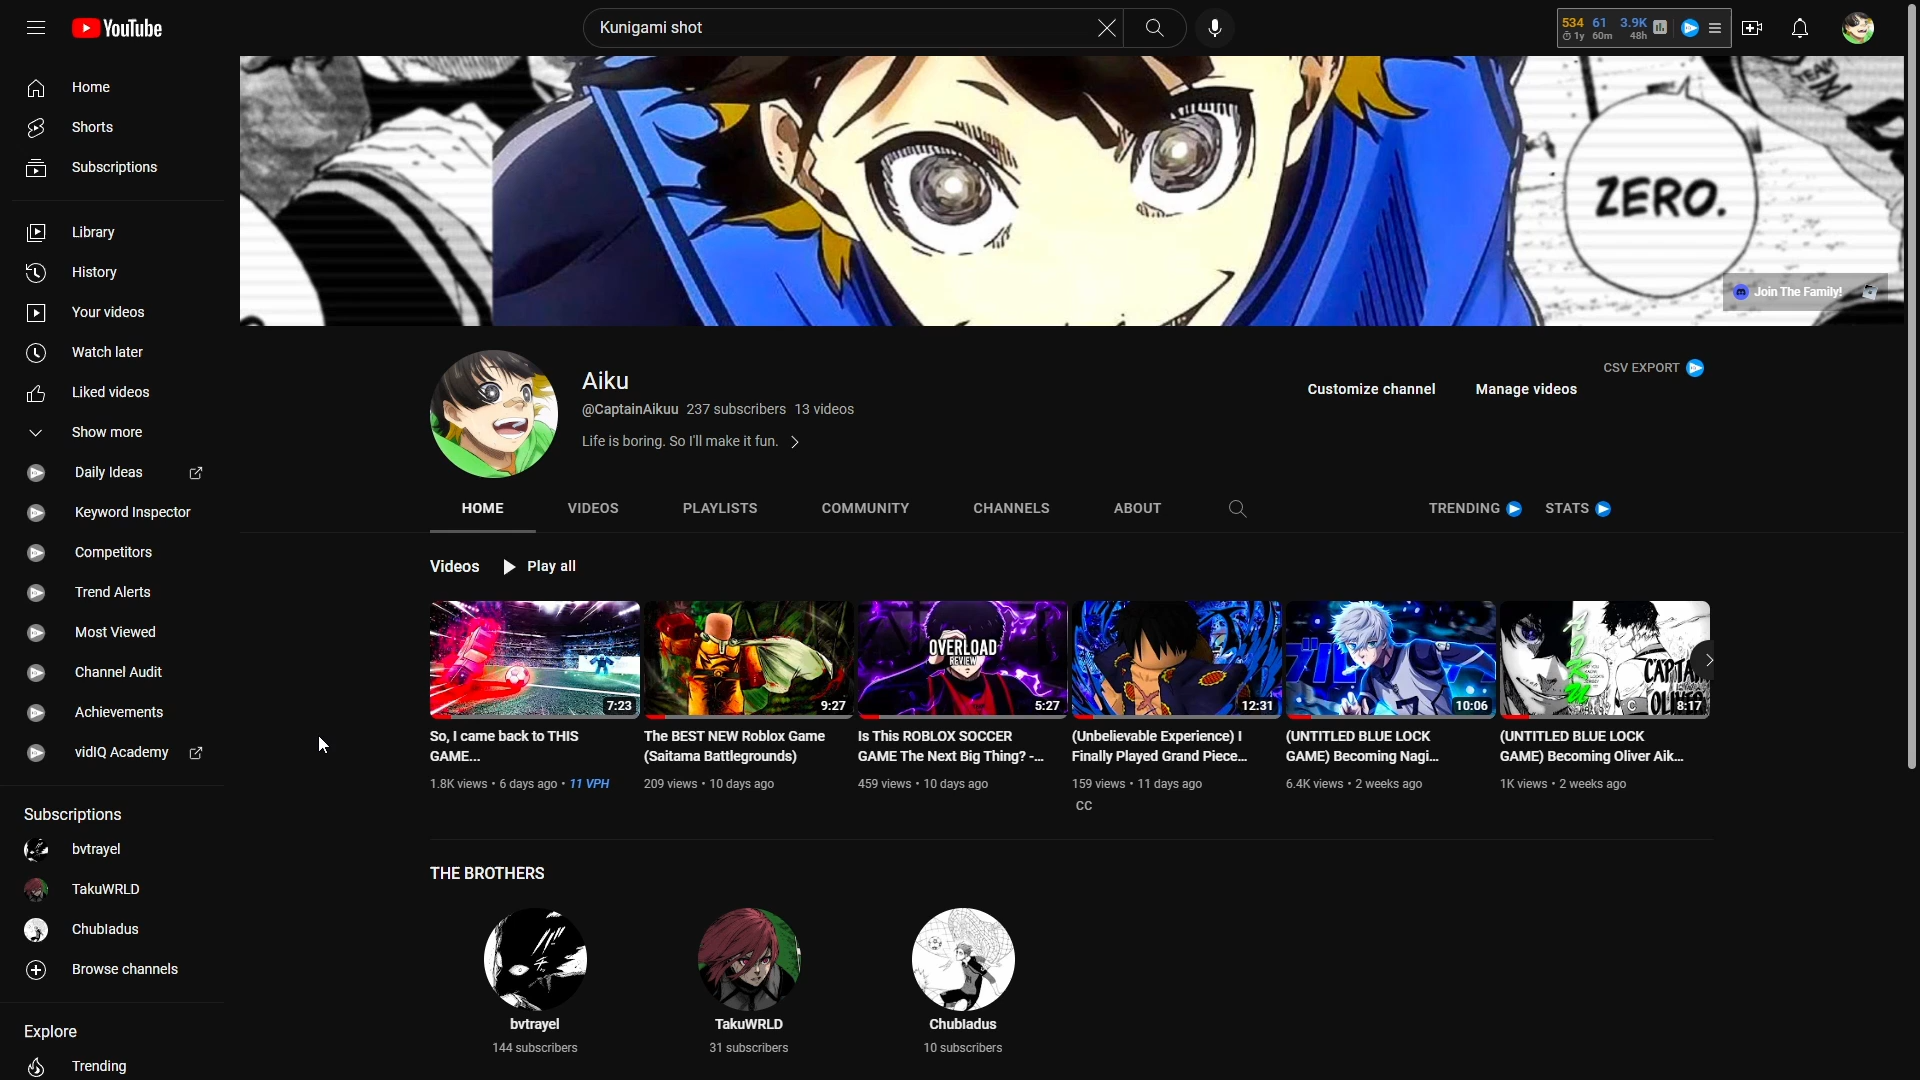 YouTube
Kunigami shot
534 61 3.9K
1y 60m 48h
Home
Shorts
Subscriptions
Library
History
Your videos
Watch later
Liked videos
Show more
Daily Ideas
Keyword Inspector
Competitors
Trend Alerts
Most Viewed
Channel Audit
Achievements
vidIQ Academy
Subscriptions
bvtrayel
TakuWRLD
Chubladus
Browse channels
Explore
Trending
ZERO.
Join The Family!
Aiku
@CaptainAikuu 237 subscribers 13 videos
Life is boring. So I'll make it fun.
Customize channel
Manage videos
CSV EXPORT
HOME VIDEOS PLAYLISTS COMMUNITY CHANNELS ABOUT TRENDING STATS
Videos Play all
7:23
9:27
OVERLOAD
REVIEW
5:27
12:31
10:06
8:17
So, I came back to THIS
GAME...
1.8K views • 6 days ago • 11 VPH
The BEST NEW Roblox Game
(Saitama Battlegrounds)
209 views • 10 days ago
Is This ROBLOX SOCCER
GAME The Next Big Thing? -...
459 views • 10 days ago
(Unbelievable Experience) I
Finally Played Grand Piece...
159 views • 11 days ago
CC
(UNTITLED BLUE LOCK
GAME) Becoming Nagi...
6.4K views • 2 weeks ago
(UNTITLED BLUE LOCK
GAME) Becoming Oliver Aik...
1K views • 2 weeks ago
THE BROTHERS
bvtrayel
144 subscribers
TakuWRLD
31 subscribers
Chubladus
10 subscribers